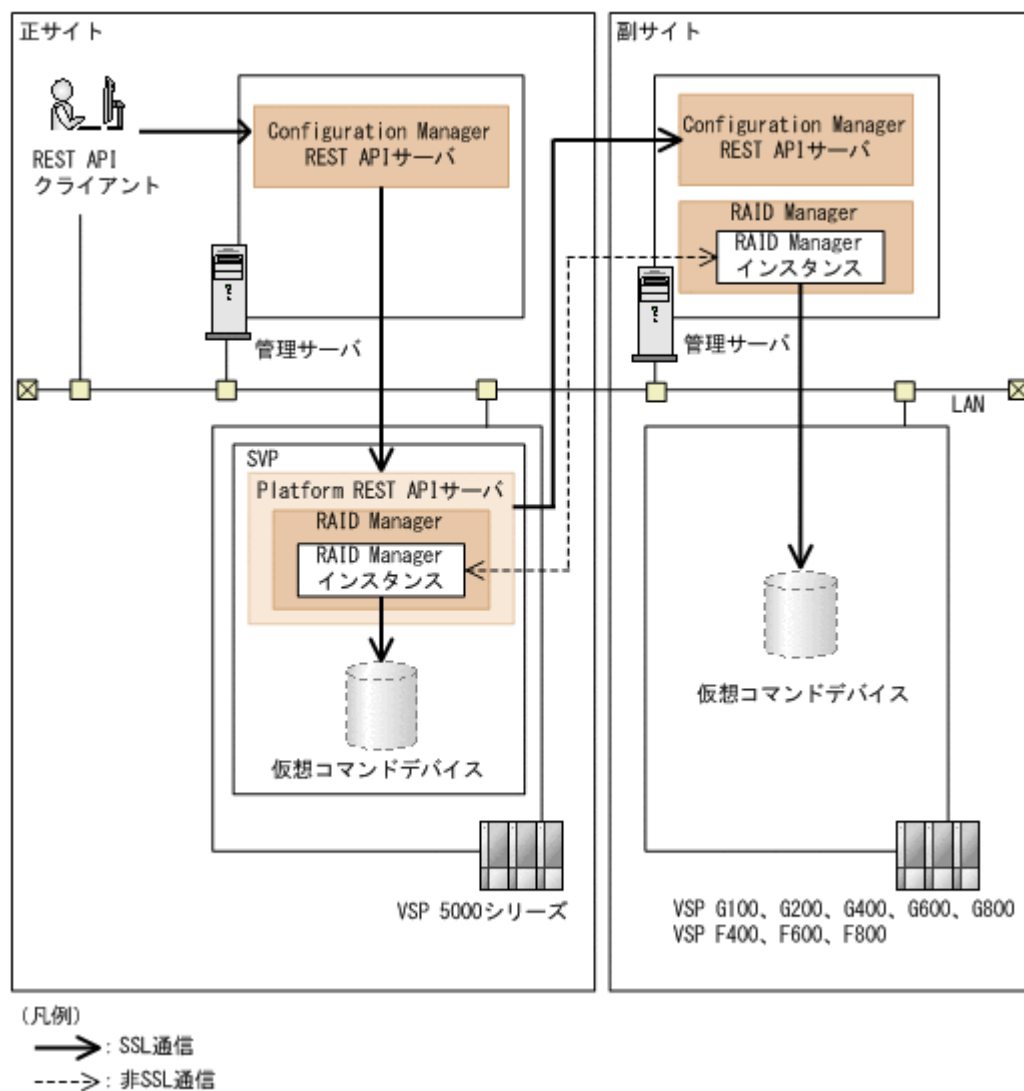 正サイト
REST API
クライアント
Configuration Manager
REST APIサーバ
管理サーバ
SVP
Platform REST APIサーバ
RAID Manager
RAID Manager
インスタンス
仮想コマンドデバイス
VSP 5000シリーズ
副サイト
Configuration Manager
REST APIサーバ
RAID Manager
RAID Manager
インスタンス
管理サーバ
LAN
仮想コマンドデバイス
VSP G100、G200、G400、G600、G800
VSP F400、F600、F800
(凡例)
: SSL通信
: 非SSL通信